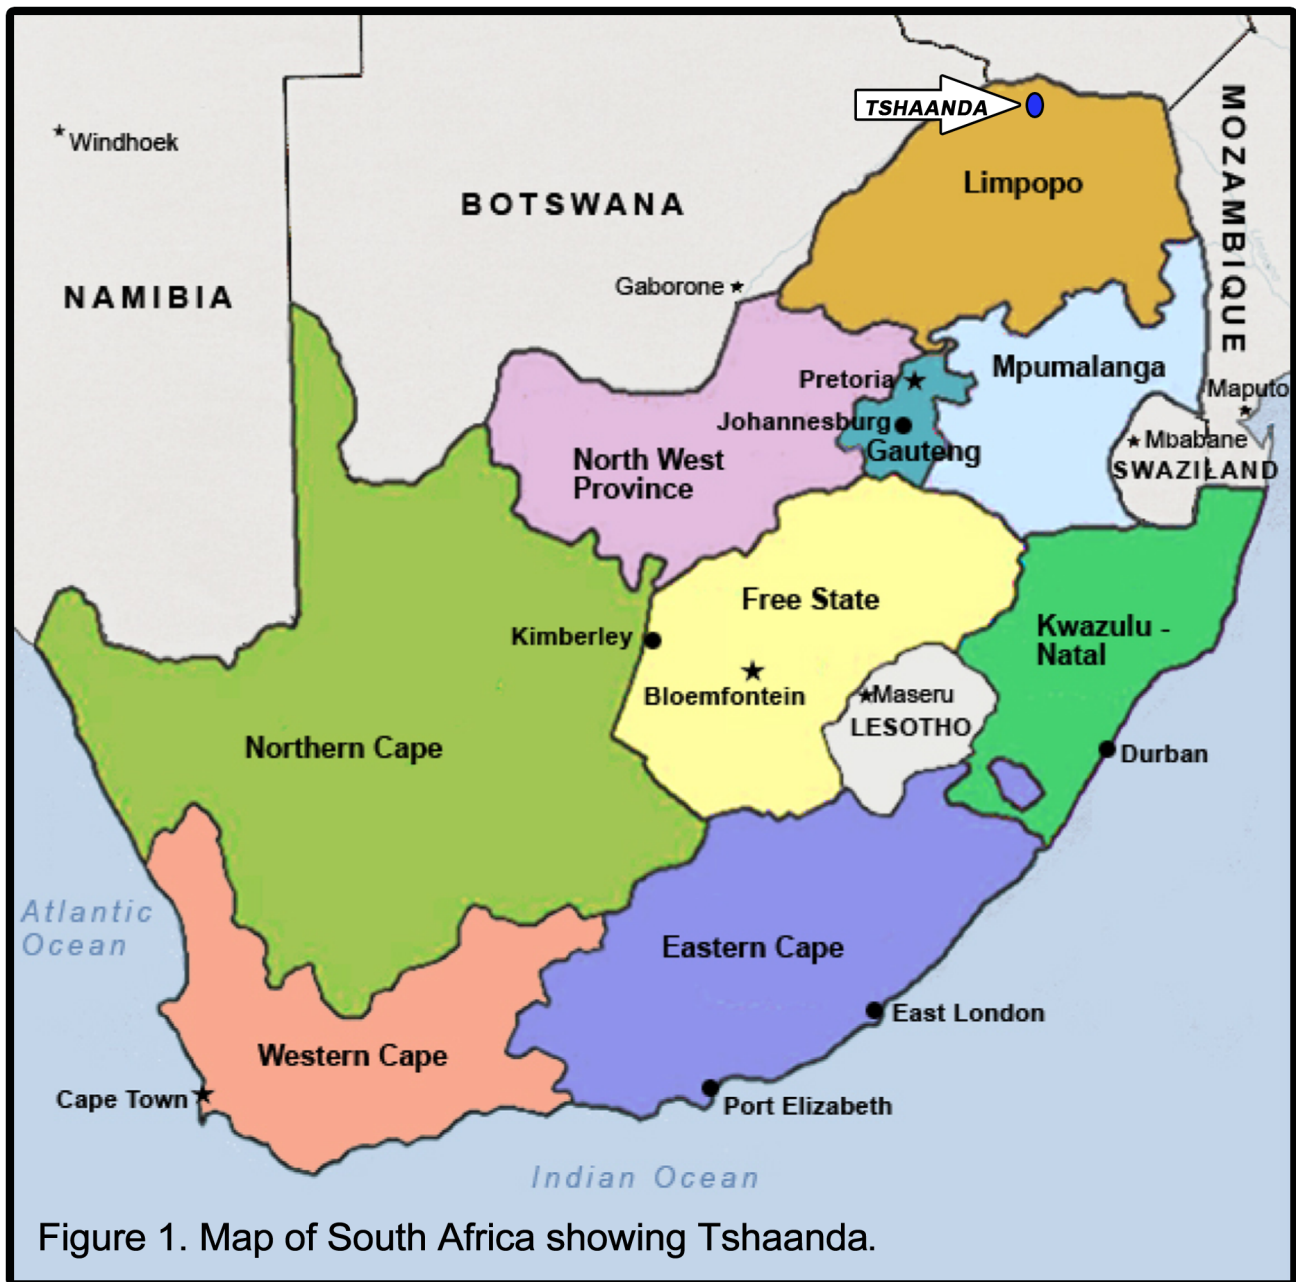 TSHAANDA
Limpopo
MOZAMBIQUE
Windhoek
BOTSWANA
NAMIBIA
Gaborone
Mpumalanga
Pretoria
Maputo
Johannesburg
Gauteng
Mbabane
SWAZILAND
North West
Province
Free State
Kwazulu -
Natal
Kimberley
Bloemfontein
Maseru
LESOTHO
Northern Cape
Durban
Atlantic
Ocean
Eastern Cape
East London
Western Cape
Cape Town
Port Elizabeth
Indian Ocean
Figure 1. Map of South Africa showing Tshaanda.